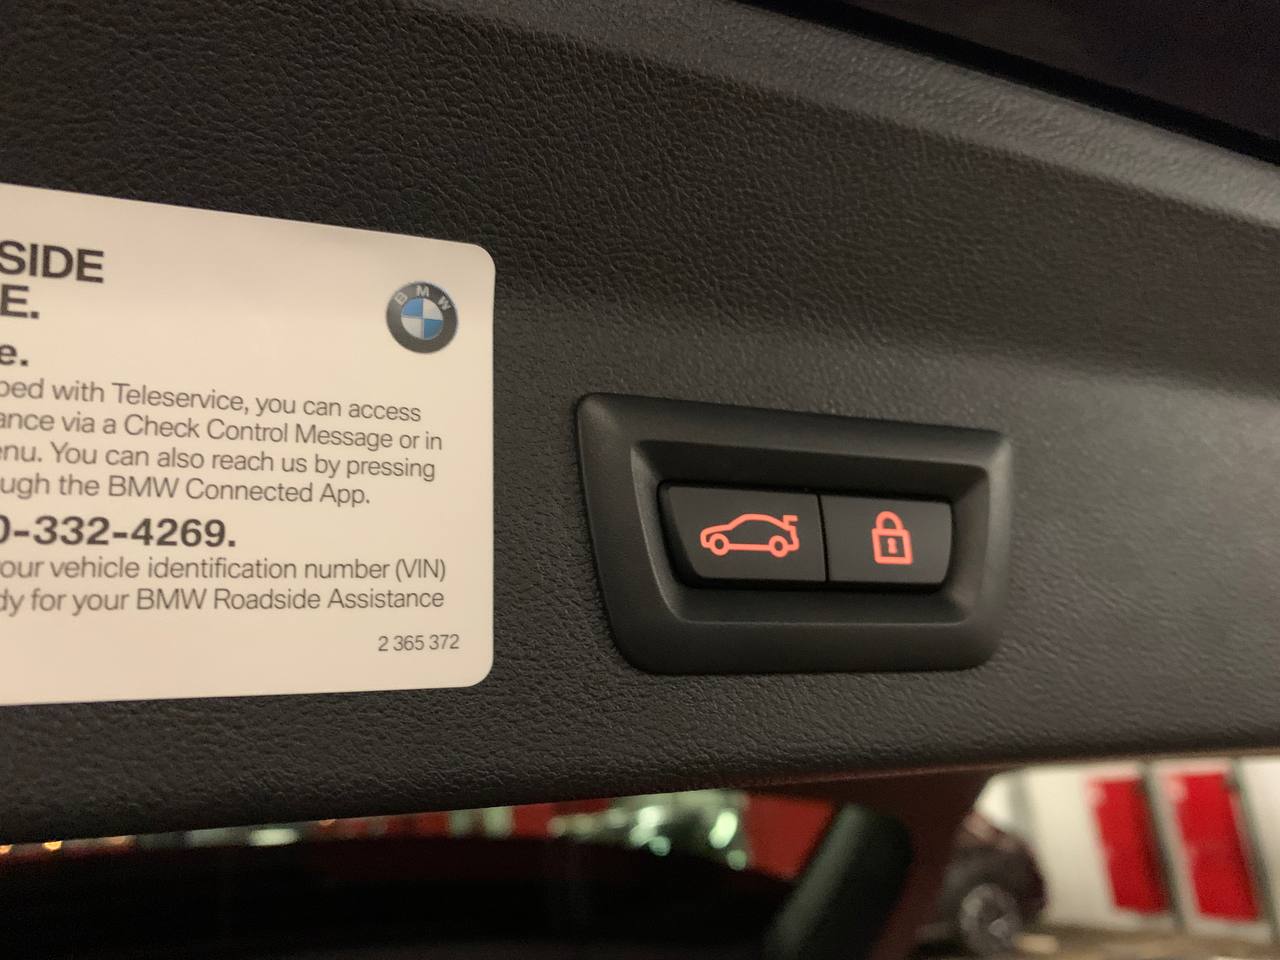 SIDE
E.
BMW
e.
ped with Teleservice, you can access
ance via a Check Control Message or in
enu. You can also reach us by pressing
ugh the BMW Connected App.
0-332-4269.
our vehicle identification number (VIN)
dy for your BMW Roadside Assistance
2 365 372